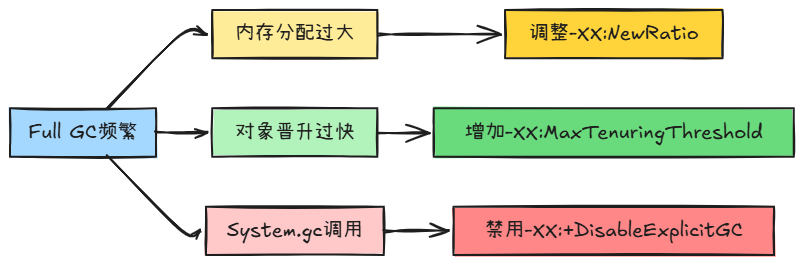 内存分配过大
调整-XX:NewRatio
Full GC频繁
对象晋升过快
增加-XX:MaxTenuringThreshold
System.gc调用
禁用-XX:+DisableExplicitGC